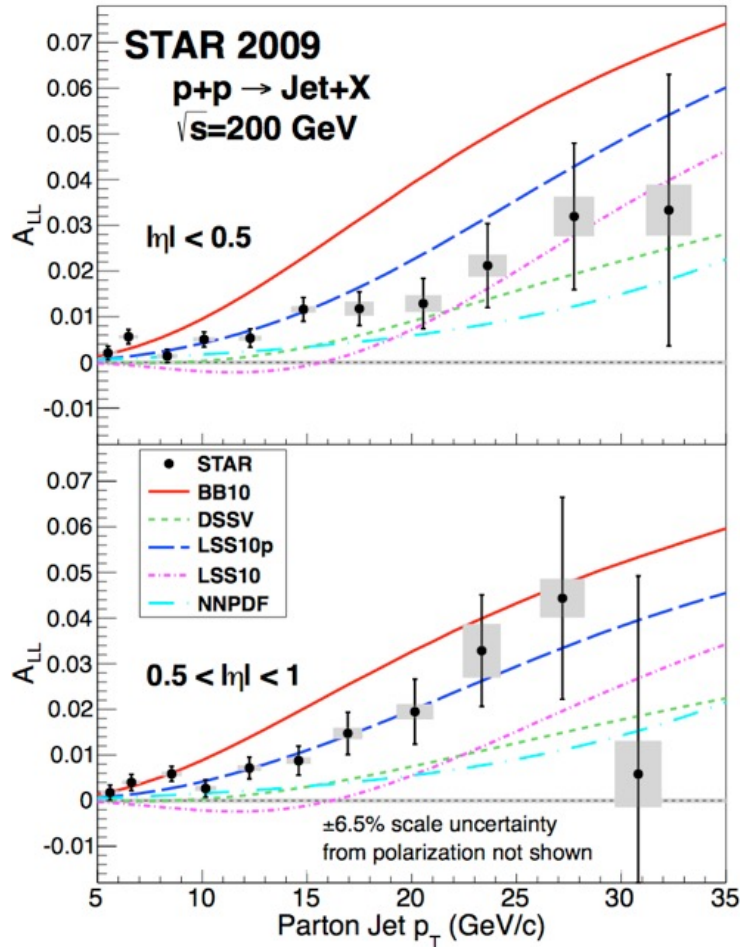 STAR 2009
p+p → Jet+X
√s=200 GeV
|η| < 0.5
A_LL
0.07
0.06
0.05
0.04
0.03
0.02
0.01
0
-0.01
STAR
BB10
DSSV
LSS10p
LSS10
NNPDF
0.5 < |η| < 1
A_LL
0.07
0.06
0.05
0.04
0.03
0.02
0.01
0
-0.01
±6.5% scale uncertainty
from polarization not shown
5 10 15 20 25 30 35
Parton Jet p_T (GeV/c)